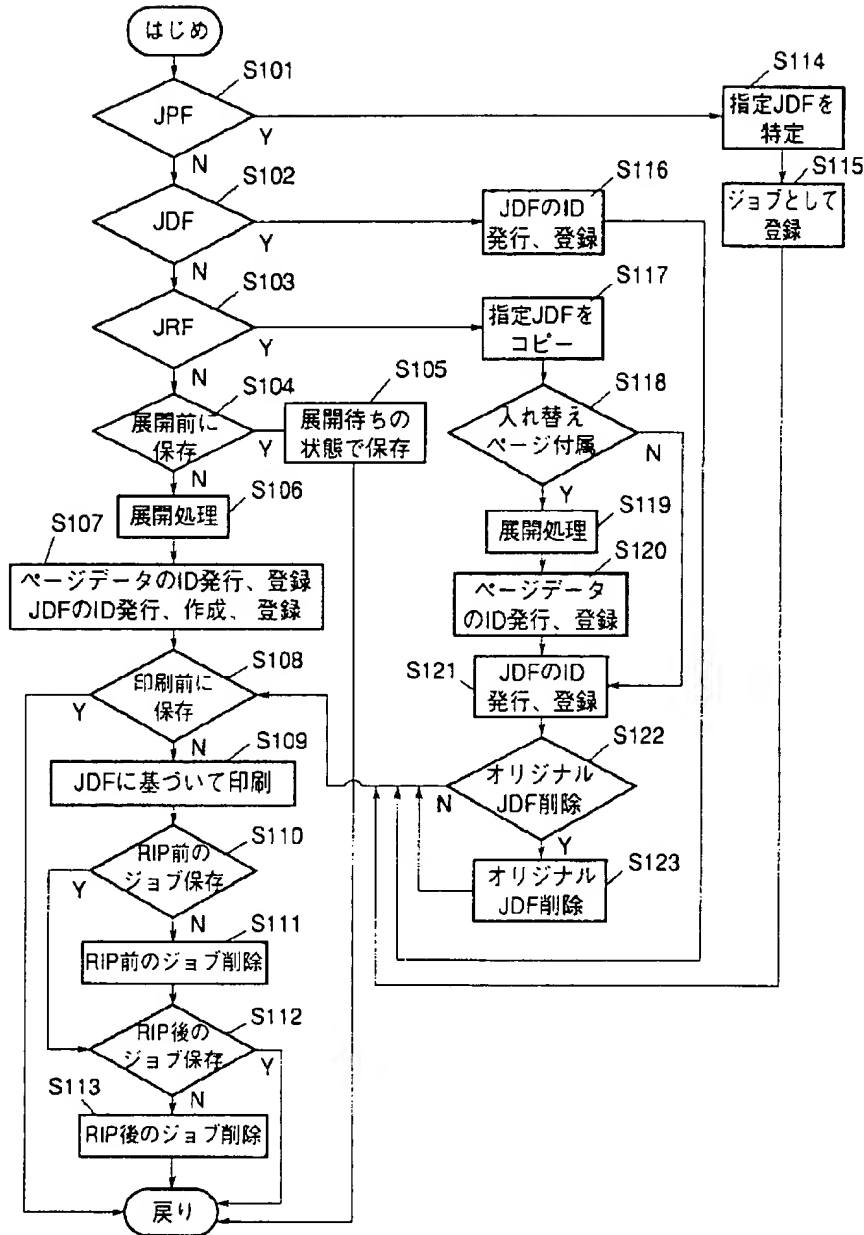 はじめ
S101
JPF
Y
N
S114
指定JDFを
特定
S115
ジョブとして
登録
S102
JDF
Y
N
S116
JDFのID
発行、登録
S103
JRF
Y
N
S117
指定JDFを
コピー
S104
展開前に
保存
Y
N
S105
展開待ちの
状態で保存
S118
入れ替え
ページ付属
N
Y
S106
展開処理
S119
展開処理
S107
ページデータのID発行、登録
JDFのID発行、作成、登録
S120
ページデータ
のID発行、登録
S108
印刷前に
保存
Y
N
S121
JDFのID
発行、登録
S109
JDFに基づいて印刷
S122
オリジナル
JDF削除
N
Y
S110
RIP前の
ジョブ保存
Y
N
S123
オリジナル
JDF削除
S111
RIP前のジョブ削除
S112
RIP後の
ジョブ保存
Y
N
S113
RIP後のジョブ削除
戻り